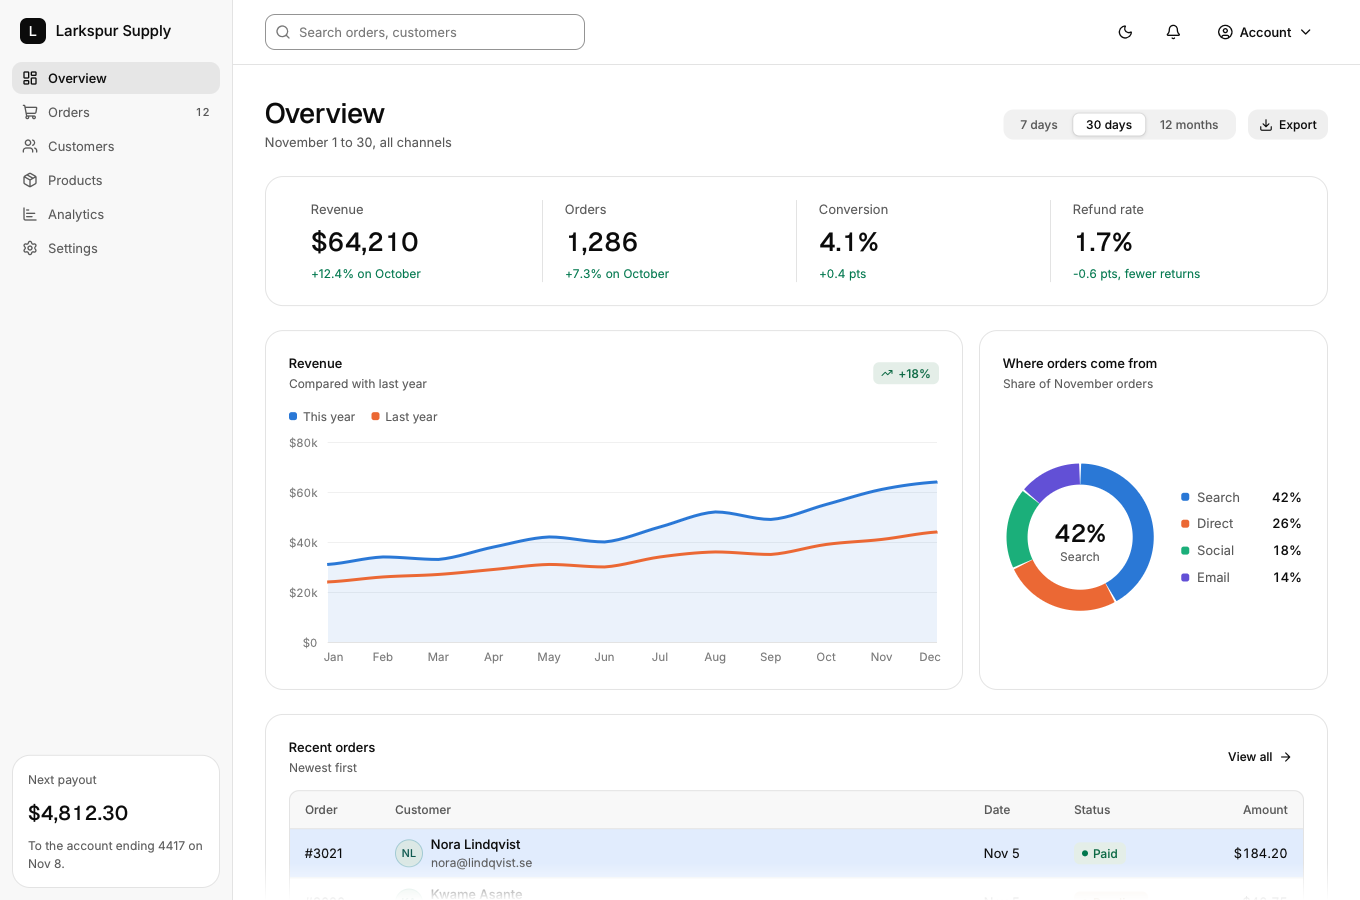 L Larkspur Supply
Search orders, customers
Account
Overview
Orders 12
Customers
Products
Analytics
Settings
Next payout
$4,812.30
To the account ending 4417 on
Nov 8.
Overview
November 1 to 30, all channels
7 days 30 days 12 months Export
Revenue
$64,210
+12.4% on October
Orders
1,286
+7.3% on October
Conversion
4.1%
+0.4 pts
Refund rate
1.7%
-0.6 pts, fewer returns
Revenue
Compared with last year
+18%
This year Last year
$80k
$60k
$40k
$20k
$0
Jan Feb Mar Apr May Jun Jul Aug Sep Oct Nov Dec
Where orders come from
Share of November orders
42%
Search
Search 42%
Direct 26%
Social 18%
Email 14%
Recent orders
Newest first
View all
Order Customer Date Status Amount
#3021 NL Nora Lindqvist Nov 5 Paid $184.20
nora@lindqvist.se
Kwame Asante